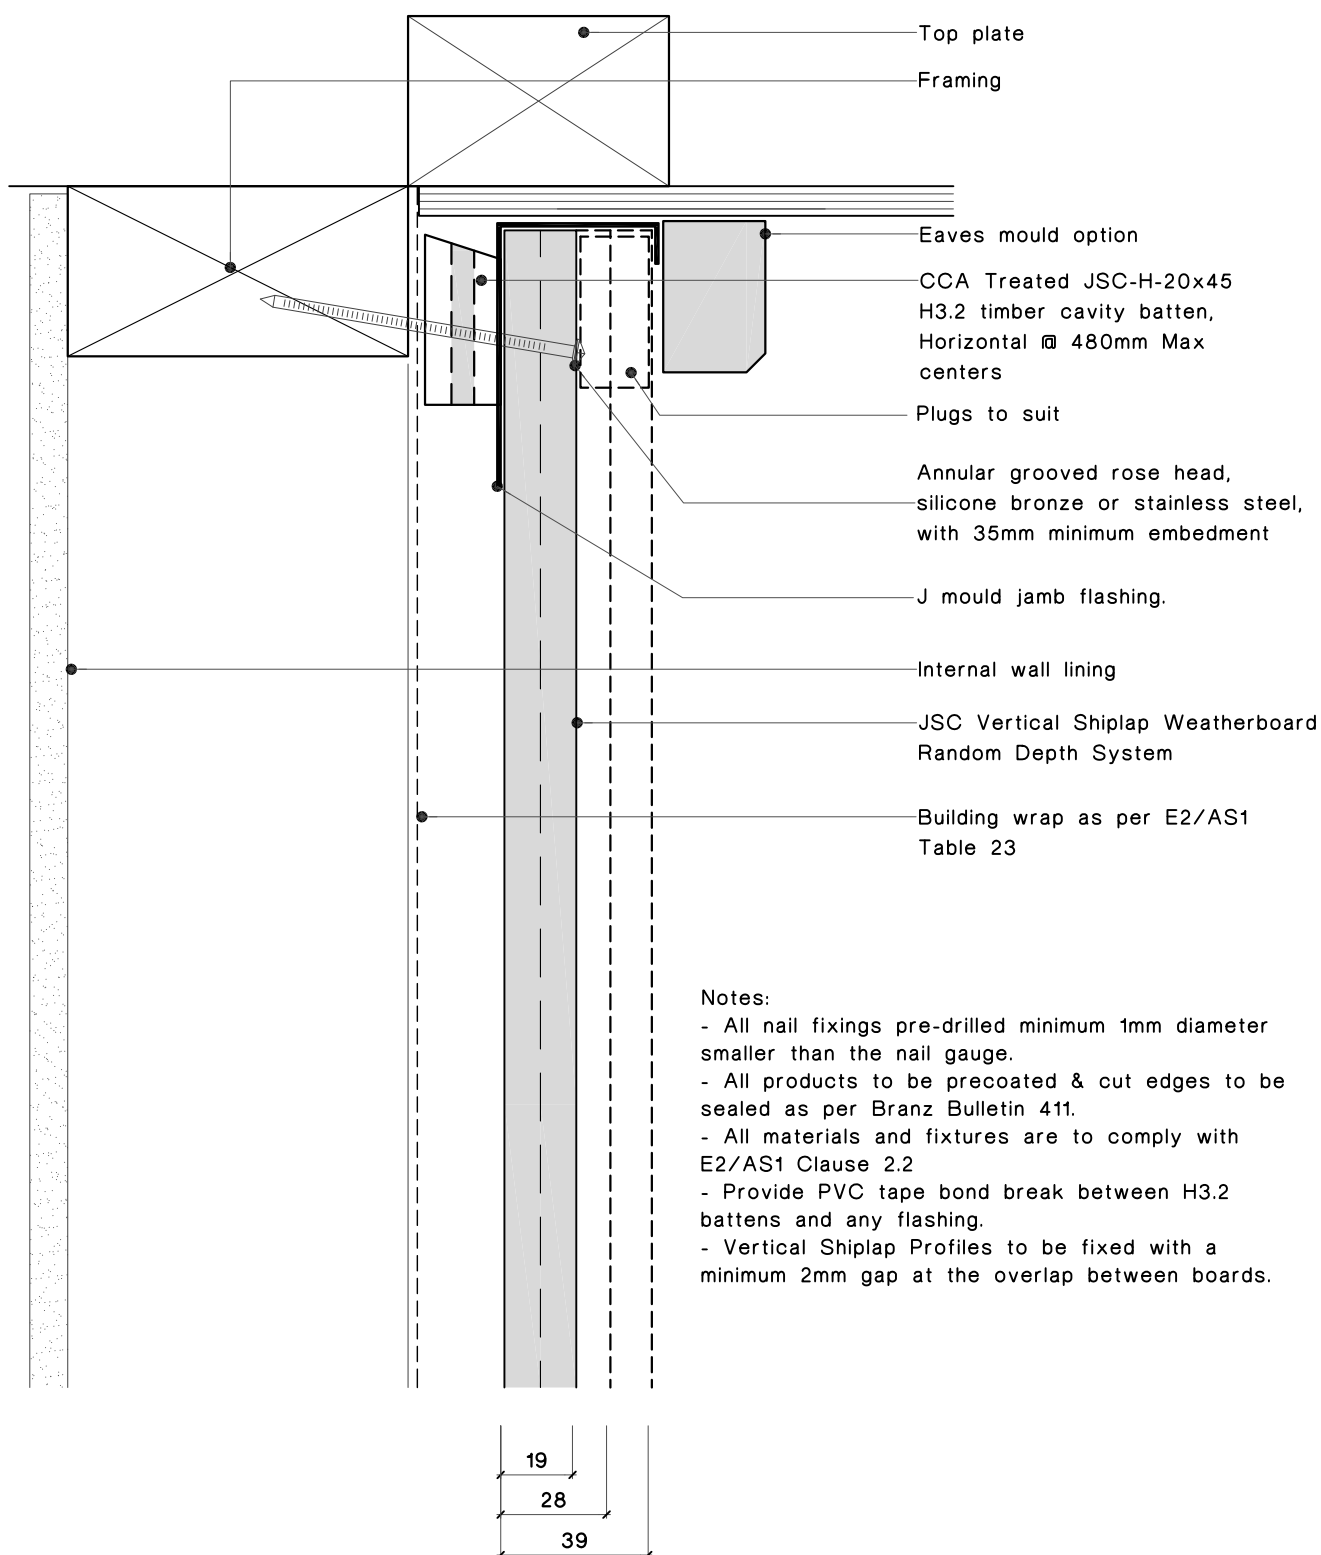 Top plate
Framing
Eaves mould option
CCA Treated JSC-H-20x45
H3.2 timber cavity batten,
Horizontal @ 480mm Max
centers
Plugs to suit
Annular grooved rose head,
silicone bronze or stainless steel,
with 35mm minimum embedment
J mould jamb flashing.
Internal wall lining
JSC Vertical Shiplap Weatherboard
Random Depth System
Building wrap as per E2/AS1
Table 23
Notes:
- All nail fixings pre-drilled minimum 1mm diameter
smaller than the nail gauge.
- All products to be precoated & cut edges to be
sealed as per Branz Bulletin 411.
- All materials and fixtures are to comply with
E2/AS1 Clause 2.2
- Provide PVC tape bond break between H3.2
battens and any flashing.
- Vertical Shiplap Profiles to be fixed with a
minimum 2mm gap at the overlap between boards.
19
28
39